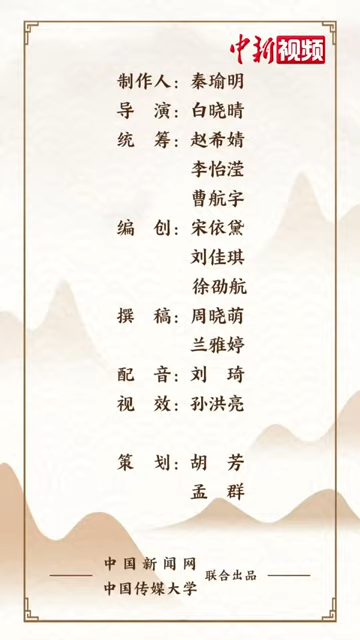 中新视频
制作人：秦瑜明
导 演：白晓晴
统 筹：赵希婧
李怡滢
曹航宇
编 创：宋依黛
刘佳琪
徐劭航
撰 稿：周晓萌
兰雅婷
配 音：刘 琦
视 效：孙洪亮
策 划：胡 芳
孟 群
中国新闻网
中国传媒大学
联合出品